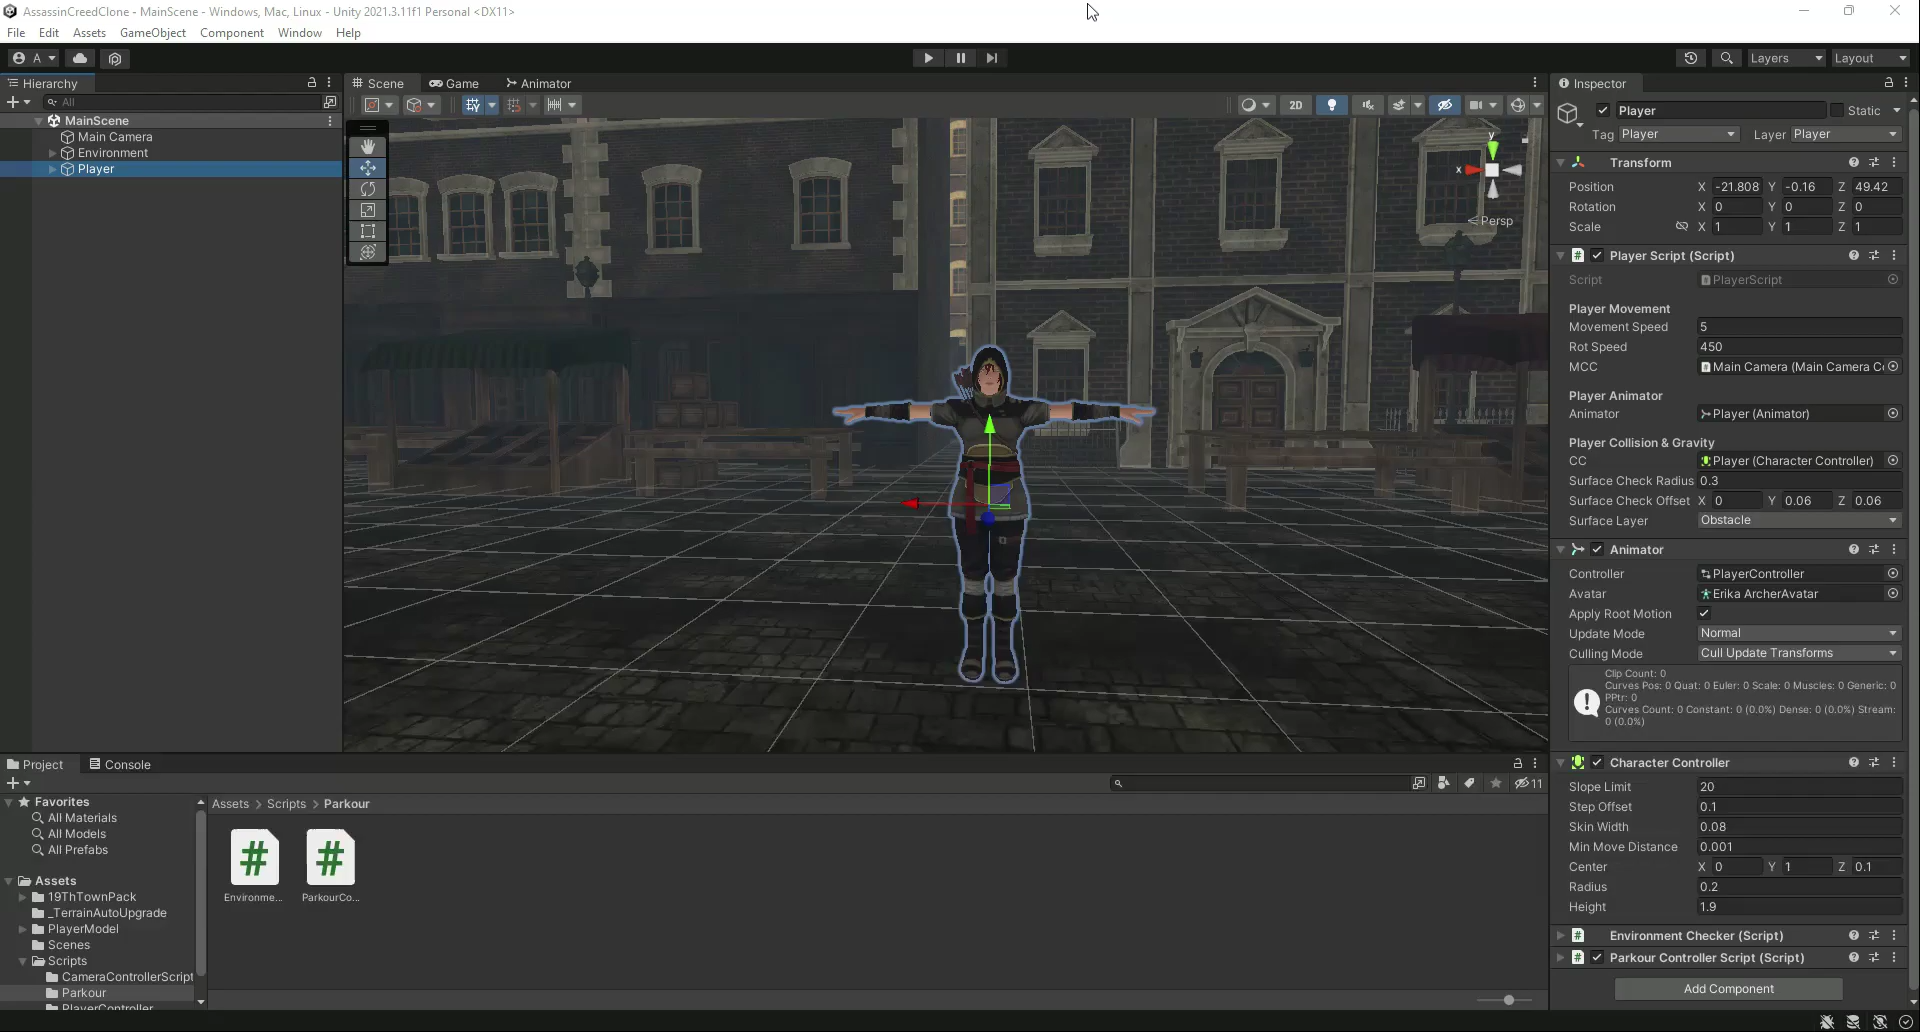 AssassinCreedClone - MainScene - Windows, Mac, Linux - Unity 2021.3.11f1 Personal <DX11>
File Edit Assets GameObject Component Window Help
A Layers Layout
Hierarchy
All
MainScene
Main Camera
Environment
Player
Scene Game Animator
2D
y
x
Persp
Inspector
Player Static
Tag Player Layer Player
Transform
Position X -21.808 Y -0.16 Z 49.42
Rotation X 0 Y 0 Z 0
Scale X 1 Y 1 Z 1
# Player Script (Script)
Script PlayerScript
Player Movement
Movement Speed 5
Rot Speed 450
MCC # Main Camera (Main Camera Co
Player Animator
Animator Player (Animator)
Player Collision & Gravity
CC Player (Character Controller)
Surface Check Radius 0.3
Surface Check Offset X 0 Y 0.06 Z 0.06
Surface Layer Obstacle
Animator
Controller PlayerController
Avatar Erika ArcherAvatar
Apply Root Motion
Update Mode Normal
Culling Mode Cull Update Transforms
Clip Count: 0
Curves Pos: 0 Quat: 0 Euler: 0 Scale: 0 Muscles: 0 Generic: 0
PPtr: 0
Curves Count: 0 Constant: 0 (0.0%) Dense: 0 (0.0%) Stream:
0 (0.0%)
Character Controller
Slope Limit 20
Step Offset 0.1
Skin Width 0.08
Min Move Distance 0.001
Center X 0 Y 1 Z 0.1
Radius 0.2
Height 1.9
# Environment Checker (Script)
# Parkour Controller Script (Script)
Add Component
Project Console
11
Favorites
All Materials
All Models
All Prefabs
Assets
19ThTownPack
_TerrainAutoUpgrade
PlayerModel
Scenes
Scripts
CameraControllerScript
Parkour
PlayerController
Assets > Scripts > Parkour
# #
Environme... ParkourCo...